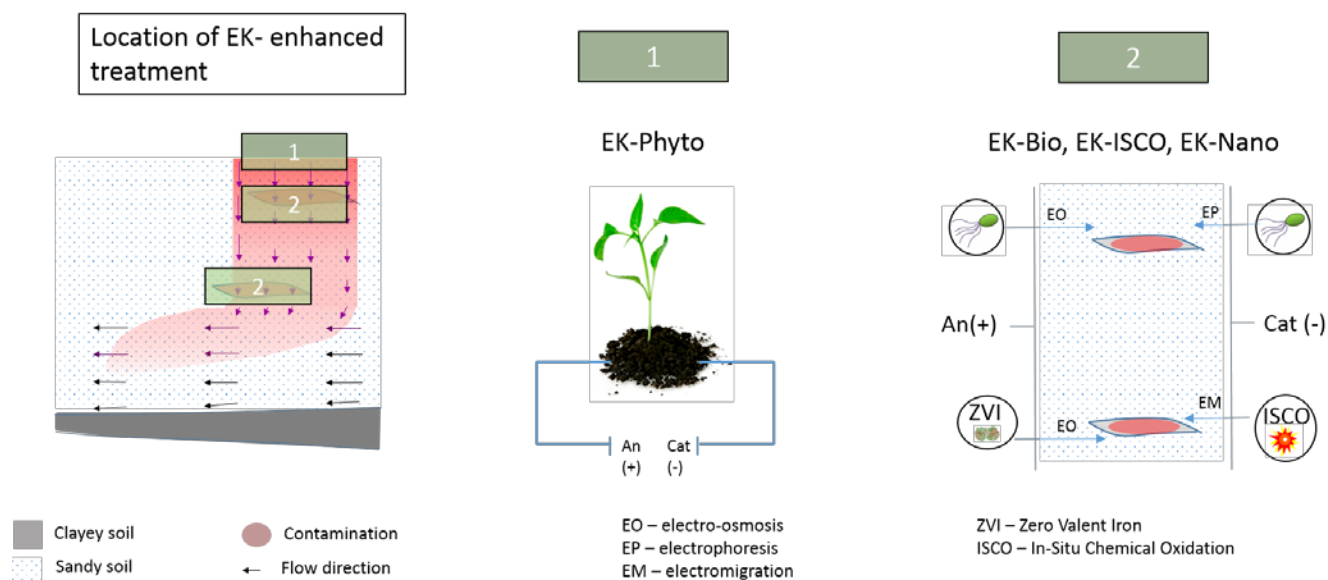 Location of EK- enhanced
treatment
1
2
2
Clayey soil
Sandy soil
Contamination
Flow direction
1
EK-Phyto
An
(+)
Cat
(-)
EO – electro-osmosis
EP – electrophoresis
EM – electromigration
2
EK-Bio, EK-ISCO, EK-Nano
EO
EP
An(+)
Cat (-)
ZVI
EO
EM
ISCO
ZVI – Zero Valent Iron
ISCO – In-Situ Chemical Oxidation